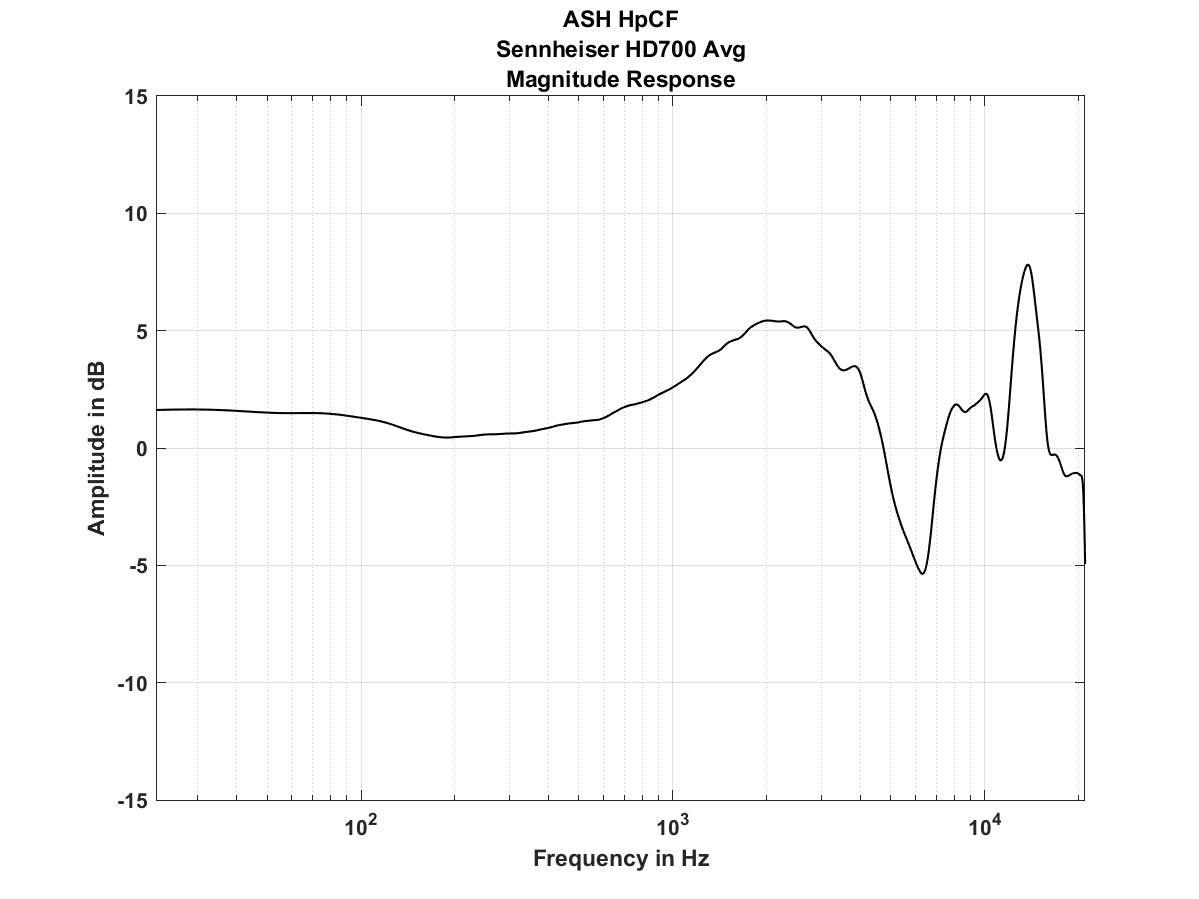 ASH HpCF
Sennheiser HD700 Avg
Magnitude Response
15
10
5
0
-5
-10
-15
Amplitude in dB
10²
10³
10⁴
Frequency in Hz